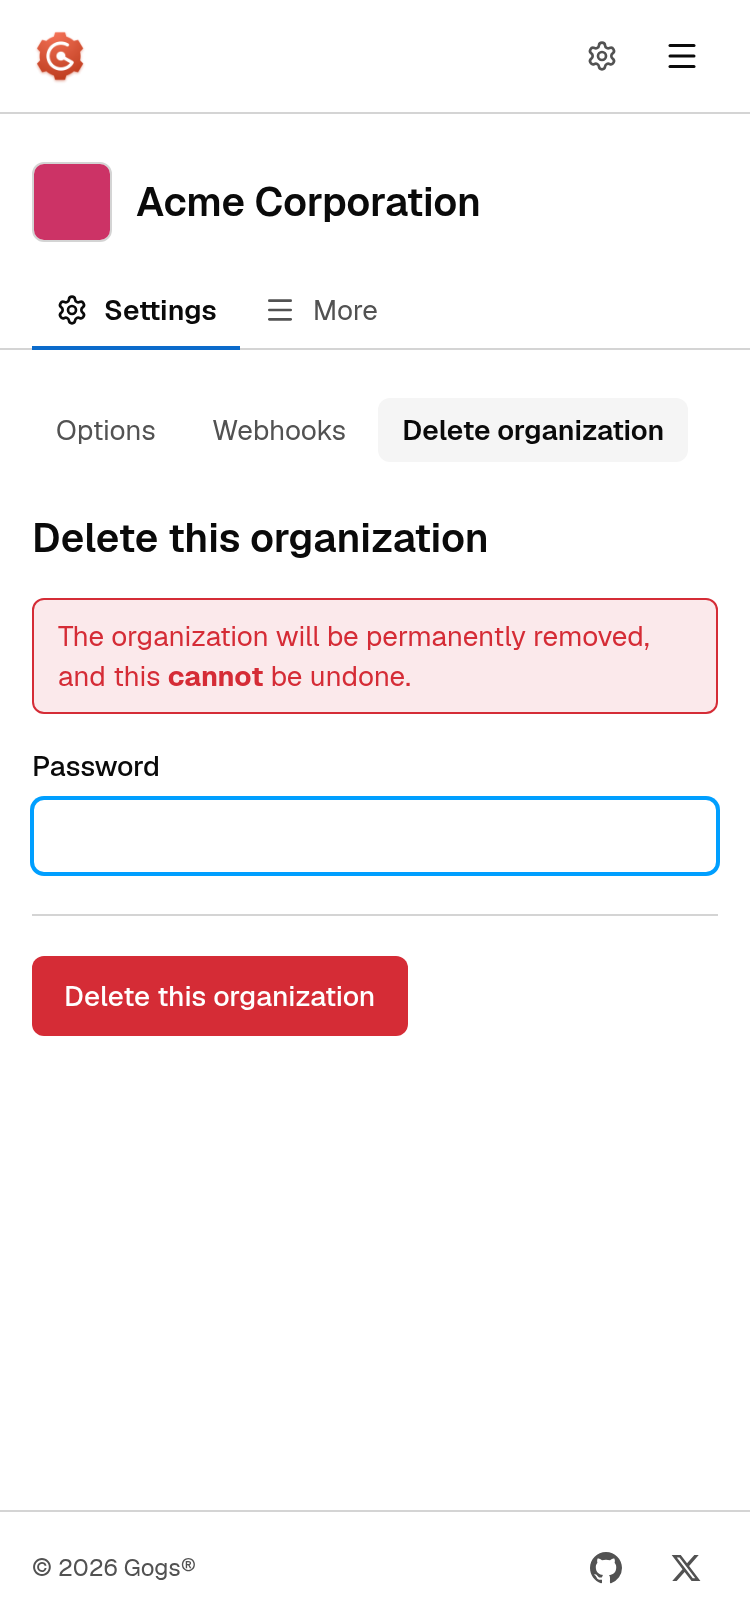 Acme Corporation
Settings
More
Options
Webhooks
Delete organization
Delete this organization
The organization will be permanently removed,
and this cannot be undone.
Password
Delete this organization
© 2026 Gogs®